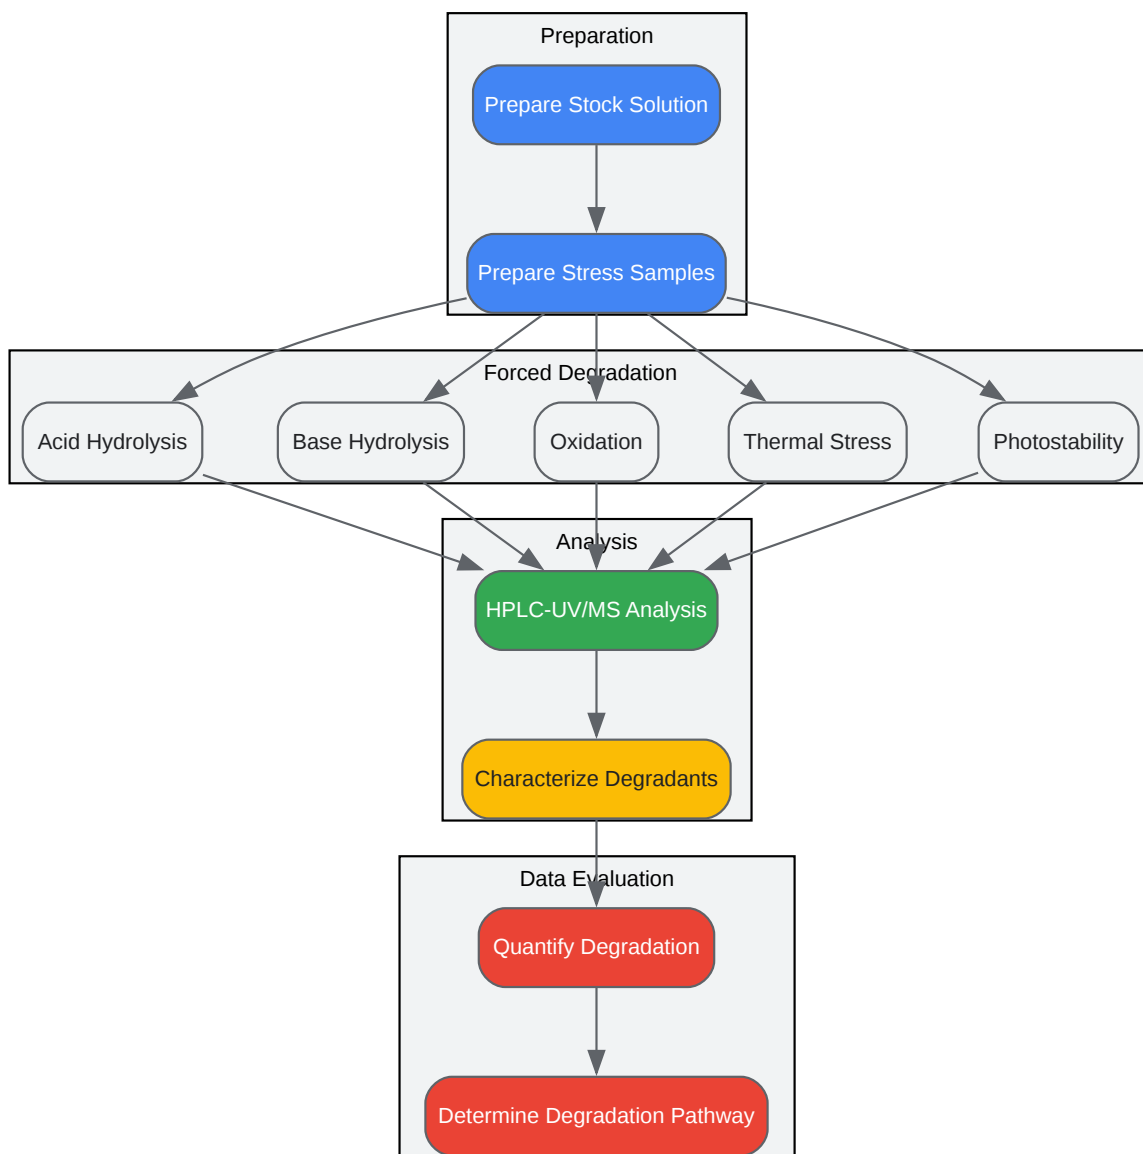 Preparation
Prepare Stock Solution
Prepare Stress Samples
Forced Degradation
Acid Hydrolysis
Base Hydrolysis
Oxidation
Thermal Stress
Photostability
Analysis
HPLC-UV/MS Analysis
Characterize Degradants
Data Evaluation
Quantify Degradation
Determine Degradation Pathway